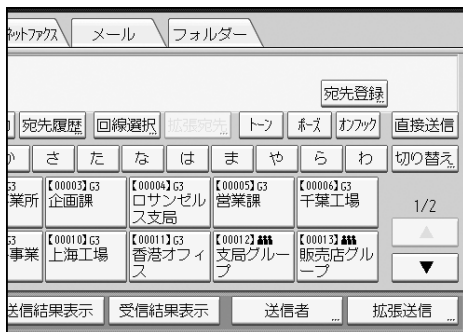 ネットファクス メール フォルダー
宛先登録
宛先履歴 回線選択 拡張宛先 トーン ポーズ オンフック 直接送信
か さ た な は ま や ら わ 切り替え
G3 【00003】G3 【00004】G3 【00005】G3 【00006】G3
業所 企画課 ロサンゼル 営業課 千葉工場
ス支局
1/2
G3 【00010】G3 【00011】G3 【00012】 【00013】
事業 上海工場 香港オフィ 支局グルー 販売店グル
ス プ ープ
送信結果表示 受信結果表示 送信者 拡張送信